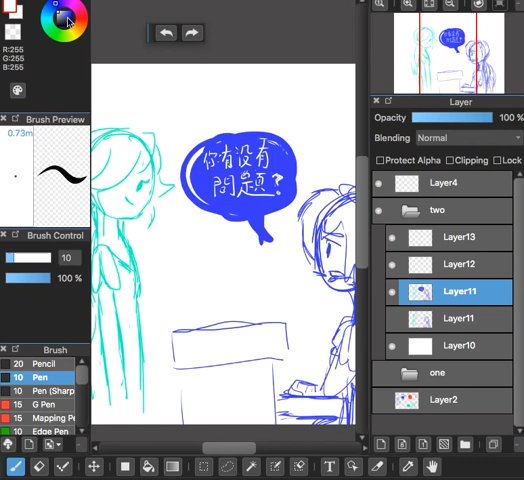 R:255
G:255
B:255
Brush Preview
0.73m
Brush Control
10
100 %
Brush
20 Pencil
10 Pen
10 Pen (Sharp
15 G Pen
15 Mapping P
10 Edge Pen
你有沒有
問題?
Layer
Opacity 100 %
Blending Normal
Protect Alpha Clipping Lock
Layer4
two
Layer13
Layer12
Layer11
Layer11
Layer10
one
Layer2
T